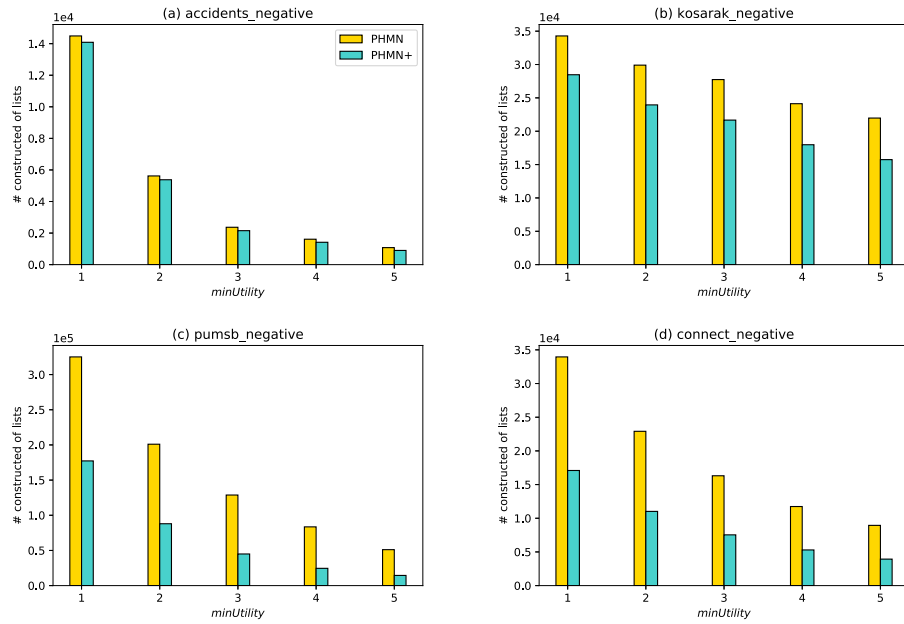 (a) accidents_negative
1e4
1.4
1.2
1.0
0.8
0.6
0.4
0.2
0.0
# constructed of lists
1 2 3 4 5
minUtility
PHMN
PHMN+
(b) kosarak_negative
1e4
3.5
3.0
2.5
2.0
1.5
1.0
0.5
0.0
# constructed of lists
1 2 3 4 5
minUtility
(c) pumsb_negative
1e5
3.0
2.5
2.0
1.5
1.0
0.5
0.0
# constructed of lists
1 2 3 4 5
minUtility
(d) connect_negative
1e4
3.5
3.0
2.5
2.0
1.5
1.0
0.5
0.0
# constructed of lists
1 2 3 4 5
minUtility